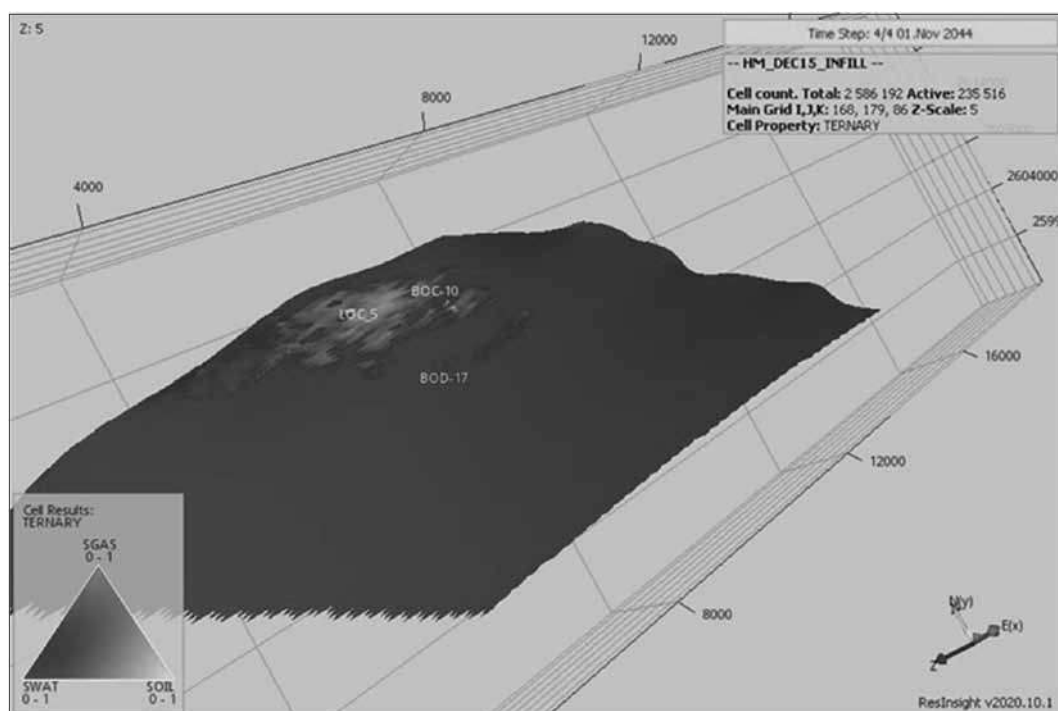 Z: 5
Time Step: 4/4 01.Nov 2044
-- HM_DEC15_INFILL --
Cell count. Total: 2 586 192 Active: 235 516
Main Grid I,J,K: 168, 179, 86 Z-Scale: 5
Cell Property: TERNARY
12000
8000
4000
2604000
2599
BOC-10
LOC_5
BOD-17
16000
12000
8000
Cell Results:
TERNARY
SGAS
0 - 1
SWAT SOIL
0 - 1 0 - 1
N(y)
E(x)
Z
ResInsight v2020.10.1